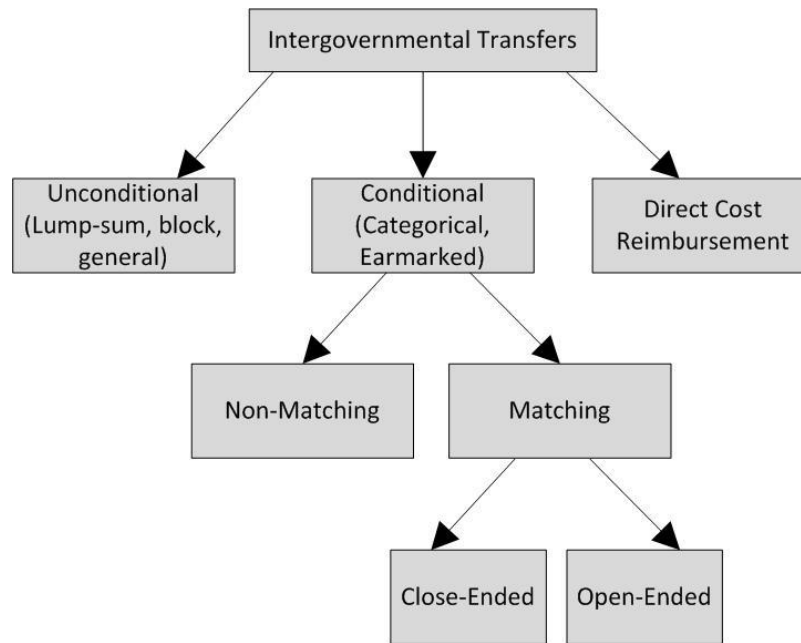 Intergovernmental Transfers
Unconditional
(Lump-sum, block,
general)
Conditional
(Categorical,
Earmarked)
Direct Cost
Reimbursement
Non-Matching
Matching
Close-Ended
Open-Ended